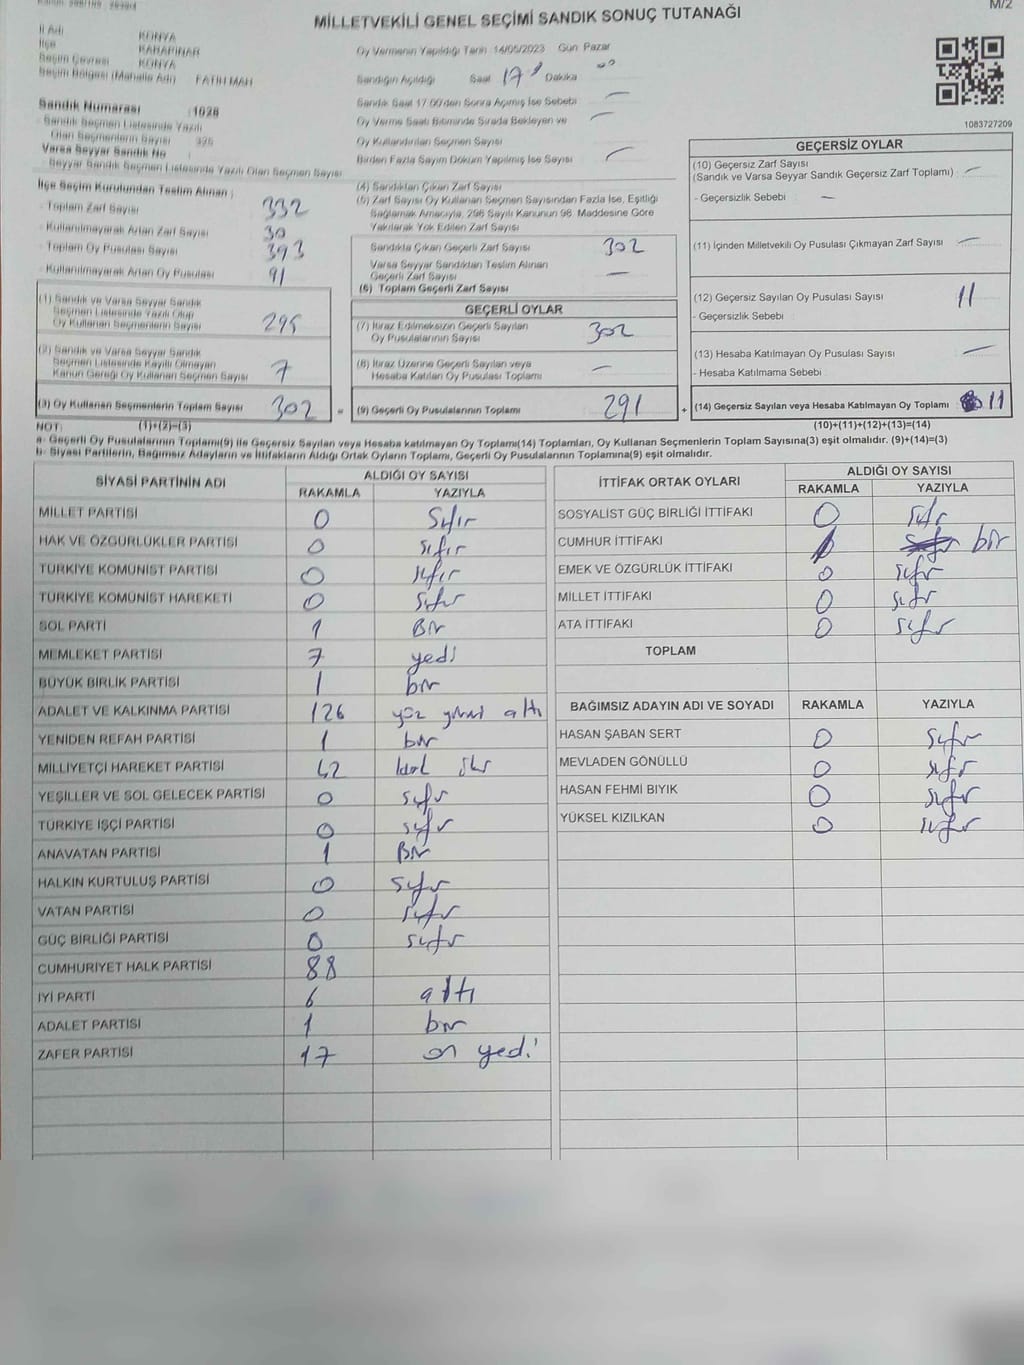 M/2
MİLLETVEKİLİ GENEL SEÇİMİ SANDIK SONUÇ TUTANAĞI
İl Adı KONYA
İlçe KARAPINAR
Seçim Çevresi KONYA
Seçim Bölgesi (Mahalle Adı) FATİH MAH
Sandık Numarası : 1026
- Sandık Seçmen Listesinde Yazılı
Olan Seçmenlerin Sayısı 325
Varsa Seyyar Sandık No
- Seyyar Sandık Seçmen Listesinde Yazılı Olan Seçmen Sayısı
Oy Vermenin Yapıldığı Tarih 14/05/2023 Gün Pazar
Sandığın Açıldığı Saat 17 Dakika
Sandık Saat 17:00'den Sonra Açılmış İse Sebebi –
Oy Verme Saati Bitiminde Sırada Bekleyen ve –
Oy Kullandırılan Seçmen Sayısı
Birden Fazla Sayım Döküm Yapılmış İse Sayısı –
1083727209
İlçe Seçim Kurulundan Teslim Alınan ;
- Toplam Zarf Sayısı 332
- Kullanılmayarak Artan Zarf Sayısı 30
- Toplam Oy Pusulası Sayısı 393
- Kullanılmayarak Artan Oy Pusulası 91
(1) Sandık ve Varsa Seyyar Sandık
Seçmen Listesinde Yazılı Olup
Oy Kullanan Seçmenlerin Sayısı 295
(2) Sandık ve Varsa Seyyar Sandık
Seçmen Listesinde Kayıtlı Olmayan
Kanun Gereği Oy Kullanan Seçmen Sayısı 7
(3) Oy Kullanan Seçmenlerin Toplam Sayısı 302 =
(4) Sandıktan Çıkan Zarf Sayısı
(5) Zarf Sayısı Oy Kullanan Seçmen Sayısından Fazla İse, Eşitliği
Sağlamak Amacıyla, 298 Sayılı Kanunun 98. Maddesine Göre
Yakılarak Yok Edilen Zarf Sayısı
Sandıkta Çıkan Geçerli Zarf Sayısı 302
Varsa Seyyar Sandıktan Teslim Alınan
Geçerli Zarf Sayısı –
(6) Toplam Geçerli Zarf Sayısı
GEÇERLİ OYLAR
(7) İtiraz Edilmeksizin Geçerli Sayılan
Oy Pusulalarının Sayısı 302
(8) İtiraz Üzerine Geçerli Sayılan veya
Hesaba Katılan Oy Pusulası Toplamı –
(9) Geçerli Oy Pusulalarının Toplamı 291 +
GEÇERSİZ OYLAR
(10) Geçersiz Zarf Sayısı
(Sandık ve Varsa Seyyar Sandık Geçersiz Zarf Toplamı) –
- Geçersizlik Sebebi –
(11) İçinden Milletvekili Oy Pusulası Çıkmayan Zarf Sayısı –
(12) Geçersiz Sayılan Oy Pusulası Sayısı 11
- Geçersizlik Sebebi
(13) Hesaba Katılmayan Oy Pusulası Sayısı –
- Hesaba Katılmama Sebebi
(14) Geçersiz Sayılan veya Hesaba Katılmayan Oy Toplamı 11
NOT: (1)+(2)=(3) (10)+(11)+(12)+(13)=(14)
a- Geçerli Oy Pusulalarının Toplamı(9) ile Geçersiz Sayılan veya Hesaba katılmayan Oy Toplamı(14) Toplamları, Oy Kullanan Seçmenlerin Toplam Sayısına(3) eşit olmalıdır. (9)+(14)=(3)
b- Siyasi Partilerin, Bağımsız Adayların ve İttifakların Aldığı Ortak Oyların Toplamı, Geçerli Oy Pusulalarının Toplamına(9) eşit olmalıdır.
SİYASİ PARTİNİN ADI ALDIĞI OY SAYISI
RAKAMLA YAZIYLA
MİLLET PARTİSİ 0 Sıfır
HAK VE ÖZGÜRLÜKLER PARTİSİ 0 sıfır
TÜRKİYE KOMÜNİST PARTİSİ 0 sıfır
TÜRKİYE KOMÜNİST HAREKETİ 0 sıfır
SOL PARTİ 1 Bir
MEMLEKET PARTİSİ 7 yedi
BÜYÜK BİRLİK PARTİSİ 1 bir
ADALET VE KALKINMA PARTİSİ 126 yüz yirmi altı
YENİDEN REFAH PARTİSİ 1 bir
MİLLİYETÇİ HAREKET PARTİSİ 42 kırk iki
YEŞİLLER VE SOL GELECEK PARTİSİ 0 sıfır
TÜRKİYE İŞÇİ PARTİSİ 0 sıfır
ANAVATAN PARTİSİ 1 Bir
HALKIN KURTULUŞ PARTİSİ 0 sıfır
VATAN PARTİSİ 0 sıfır
GÜÇ BİRLİĞİ PARTİSİ 0 sıfır
CUMHURİYET HALK PARTİSİ 88
İYİ PARTİ 6 altı
ADALET PARTİSİ 1 bir
ZAFER PARTİSİ 17 on yedi
İTTİFAK ORTAK OYLARI ALDIĞI OY SAYISI
RAKAMLA YAZIYLA
SOSYALİST GÜÇ BİRLİĞİ İTTİFAKI 0 sıfır
CUMHUR İTTİFAKI 1 bir
EMEK VE ÖZGÜRLÜK İTTİFAKI 0 sıfır
MİLLET İTTİFAKI 0 sıfır
ATA İTTİFAKI 0 sıfır
TOPLAM
BAĞIMSIZ ADAYIN ADI VE SOYADI RAKAMLA YAZIYLA
HASAN ŞABAN SERT 0 sıfır
MEVLADEN GÖNÜLLÜ 0 sıfır
HASAN FEHMİ BIYIK 0 sıfır
YÜKSEL KIZILKAN 0 sıfır